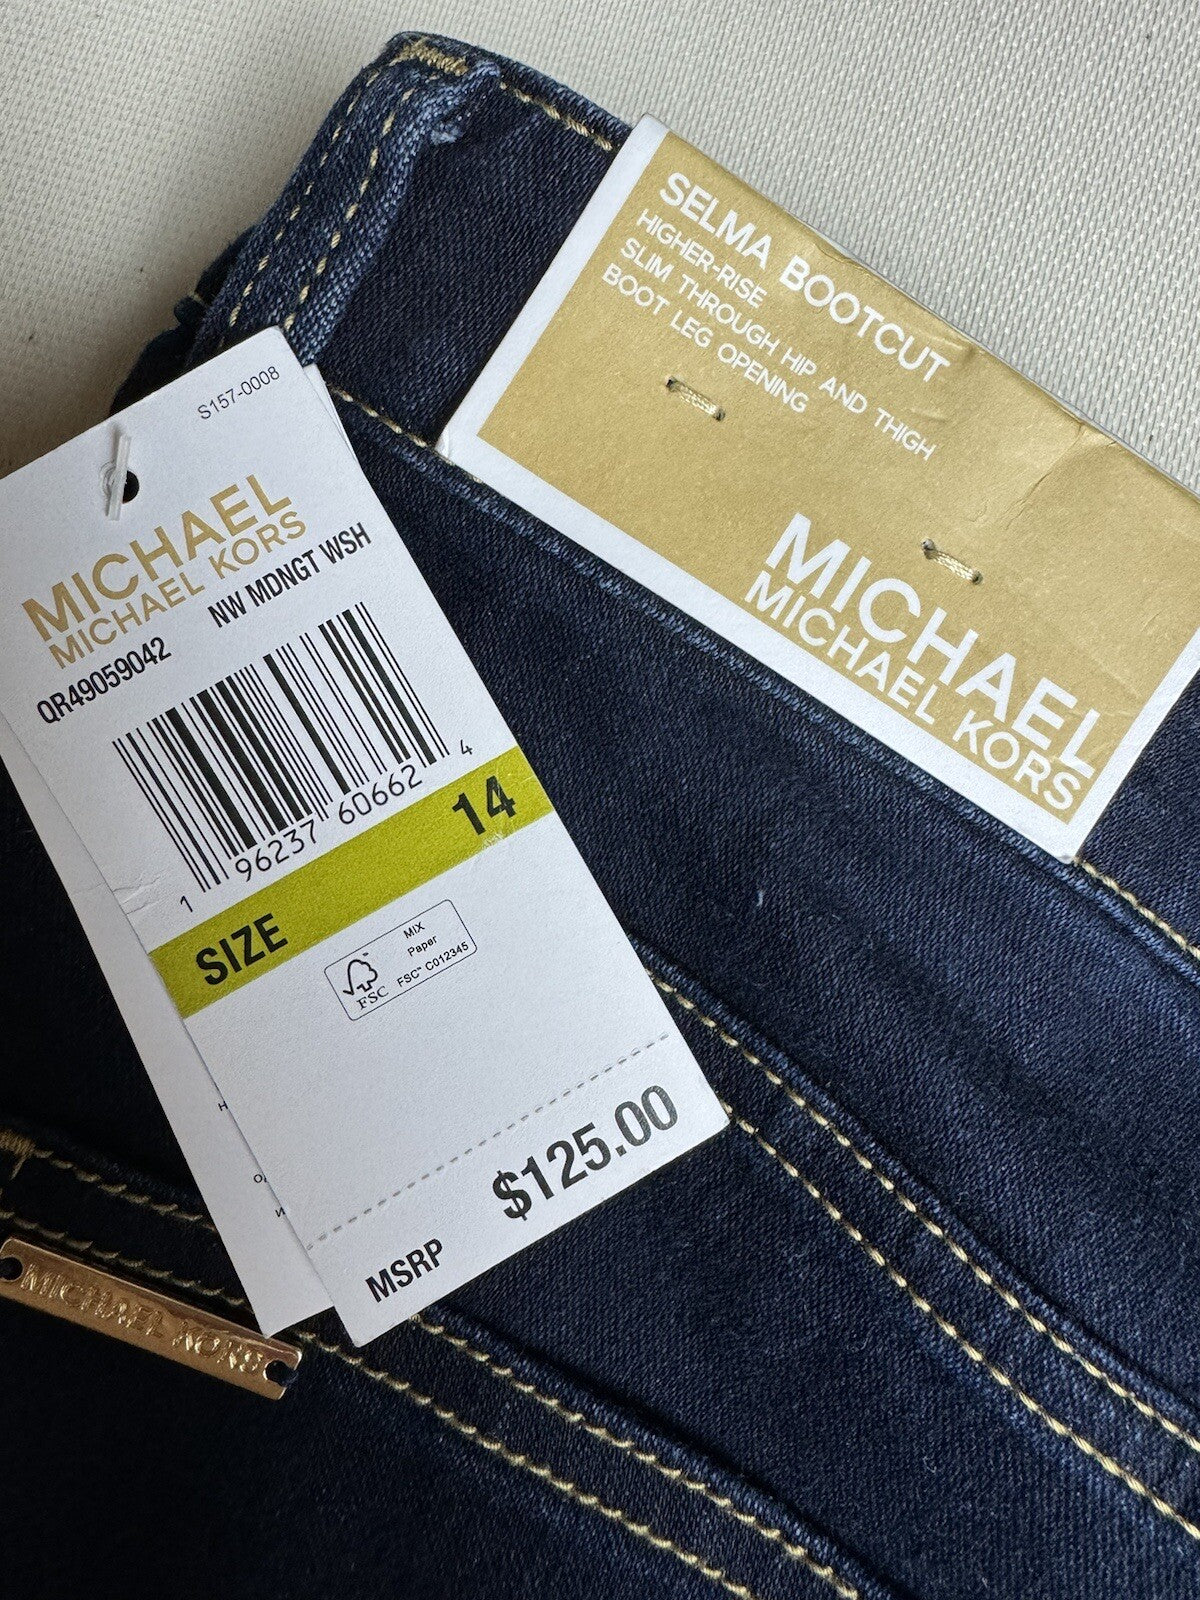 S157-0008
MICHAEL
MICHAEL KORS
QR49059042 NW MDNGT WSH
1 96237 60662 4
SIZE 14
FSC
MIX
Paper
FSC™ C012345
$125.00
MSRP
SELMA BOOTCUT
HIGHER-RISE
SLIM THROUGH HIP AND THIGH
BOOT LEG OPENING
MICHAEL
MICHAEL KORS
MICHAEL KORS